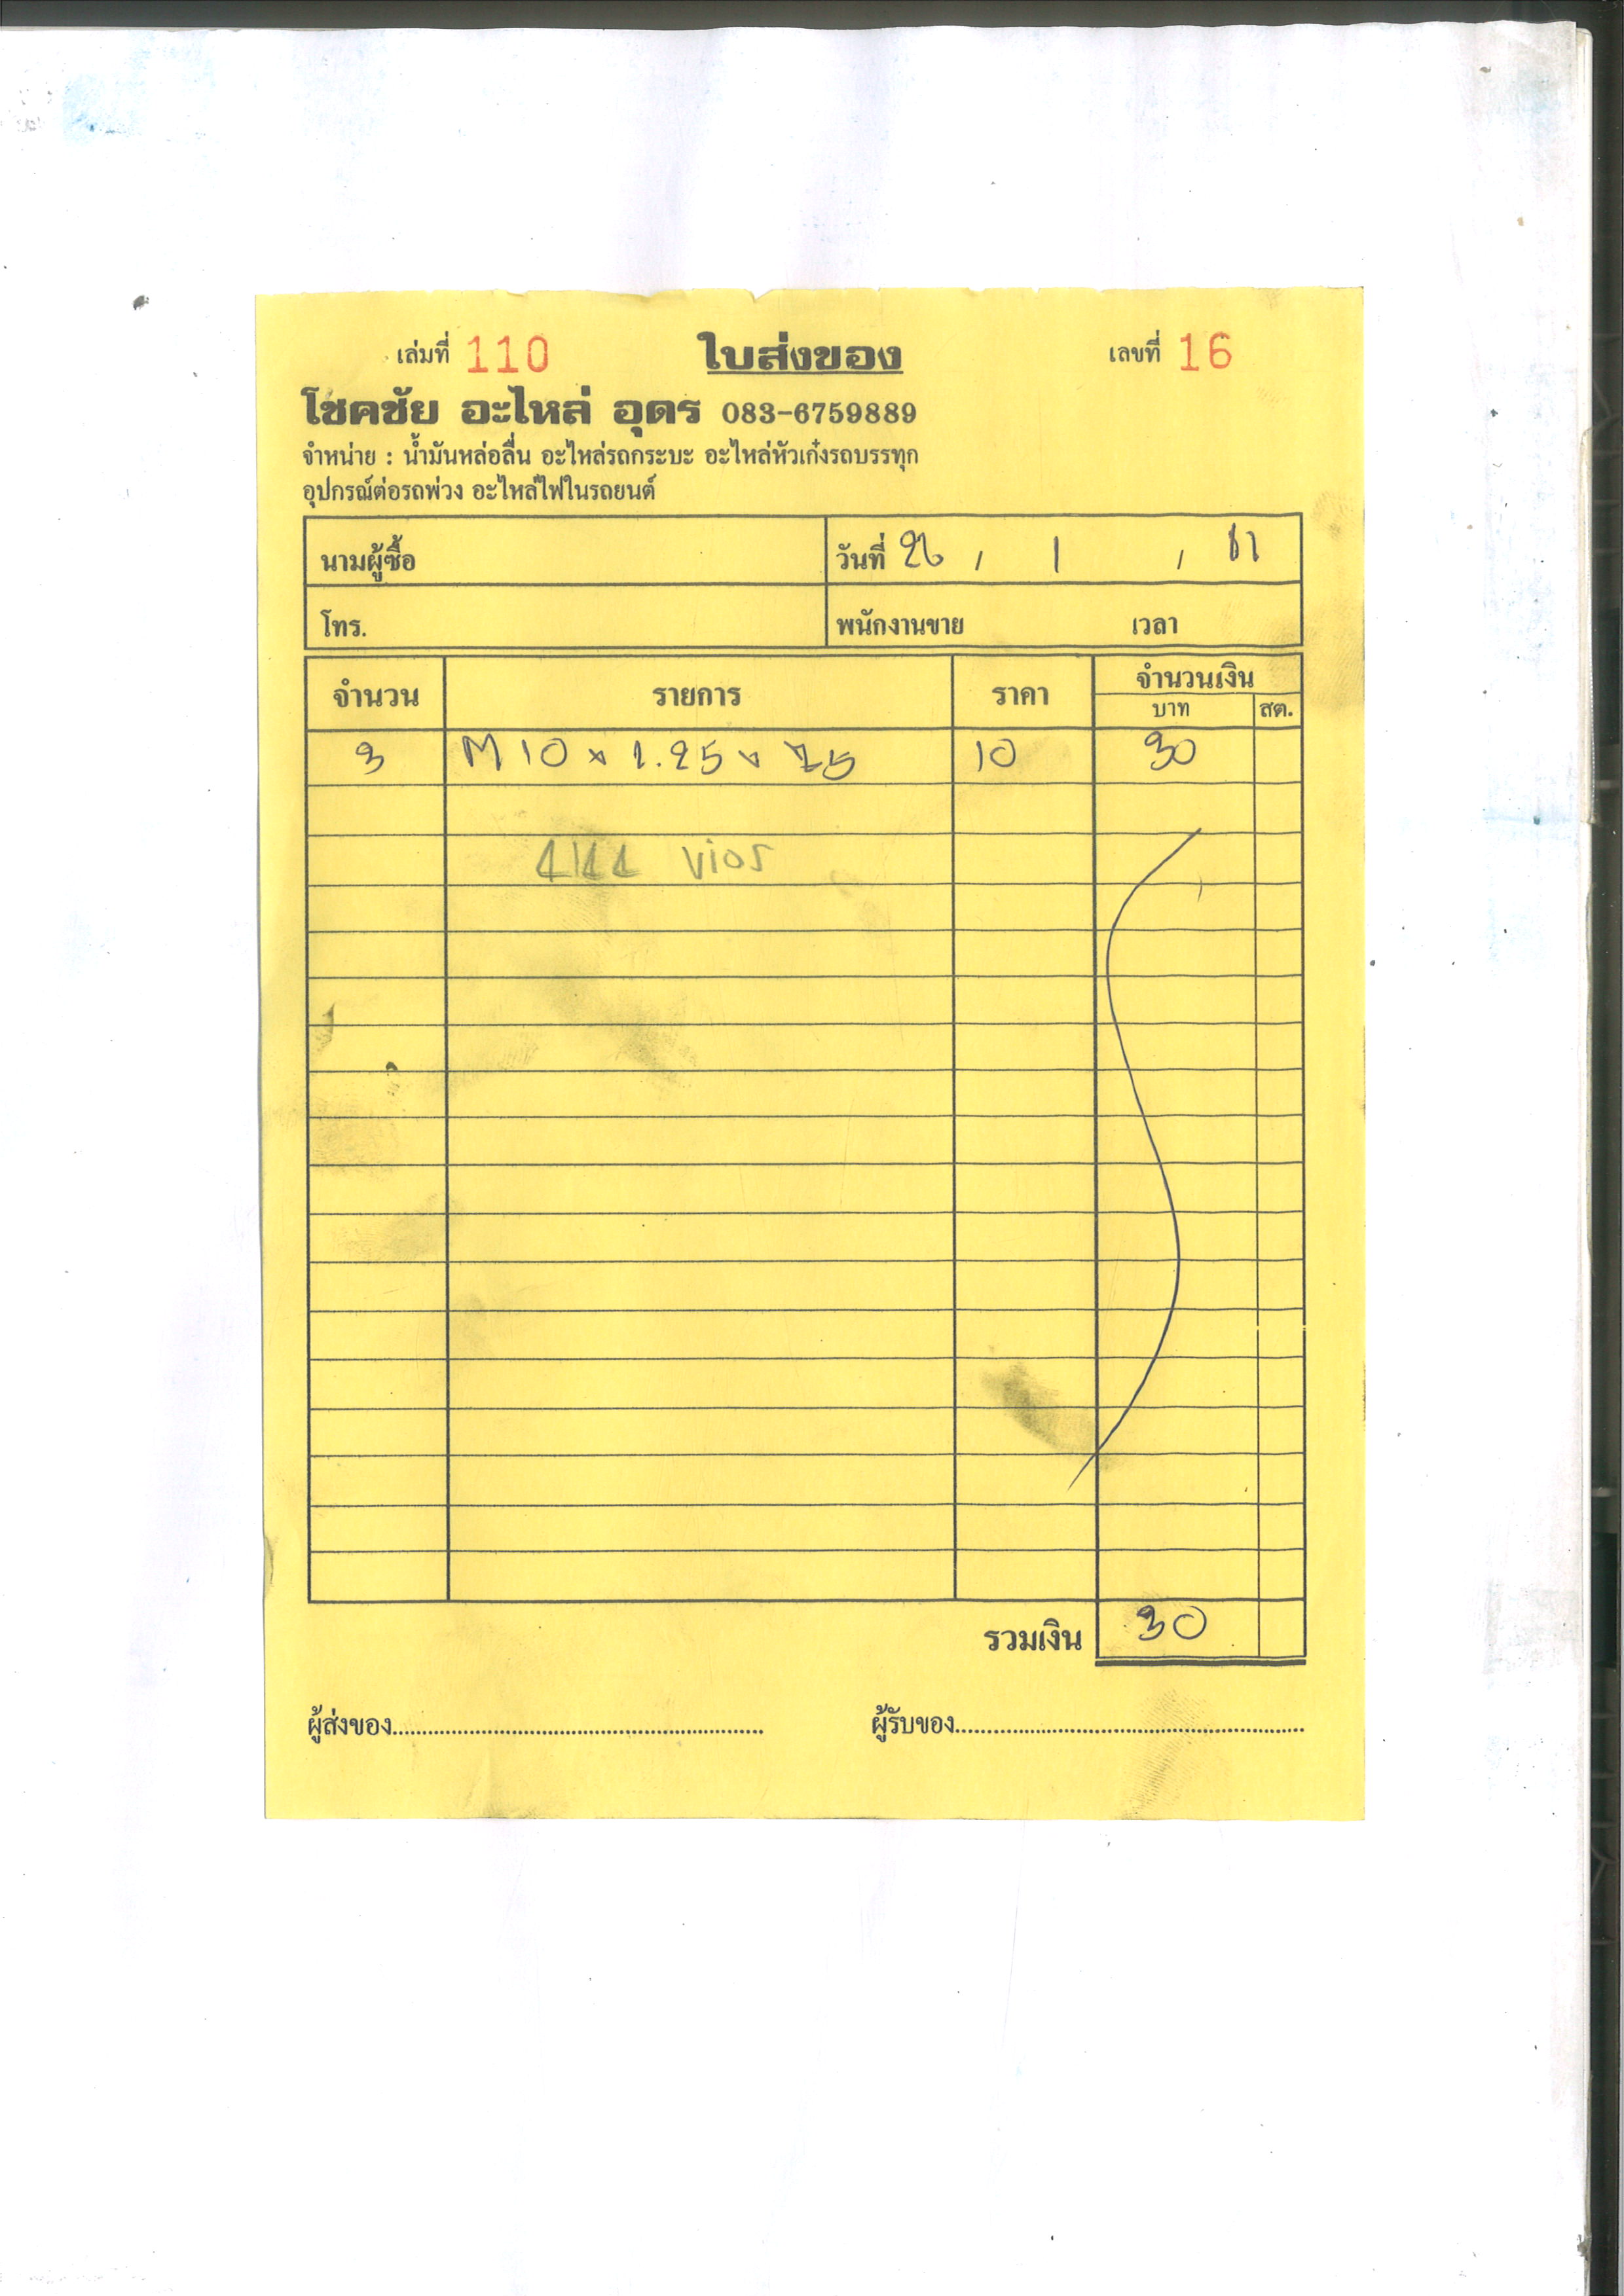 เล่มที่ 110 ใบส่งของ เลขที่ 16
โชคชัย อะไหล่ อุดร 083-6759889
จำหน่าย : น้ำมันหล่อลื่น อะไหล่รถกระบะ อะไหล่หัวเก๋งรถบรรทุก
อุปกรณ์ต่อรถพ่วง อะไหล่ไฟในรถยนต์
นามผู้ซื้อ วันที่ 26 / 1 /
โทร. พนักงานขาย เวลา
จำนวน รายการ ราคา จำนวนเงิน
บาท สต.
3 M10 x 1.25 x 75 10 30
vios
รวมเงิน 30
ผู้ส่งของ ผู้รับของ